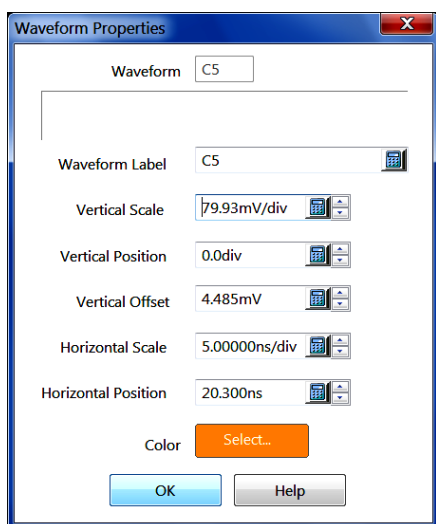 Waveform Properties
Waveform C5
Waveform Label C5
Vertical Scale 79.93mV/div
Vertical Position 0.0div
Vertical Offset 4.485mV
Horizontal Scale 5.00000ns/div
Horizontal Position 20.300ns
Color Select...
OK Help